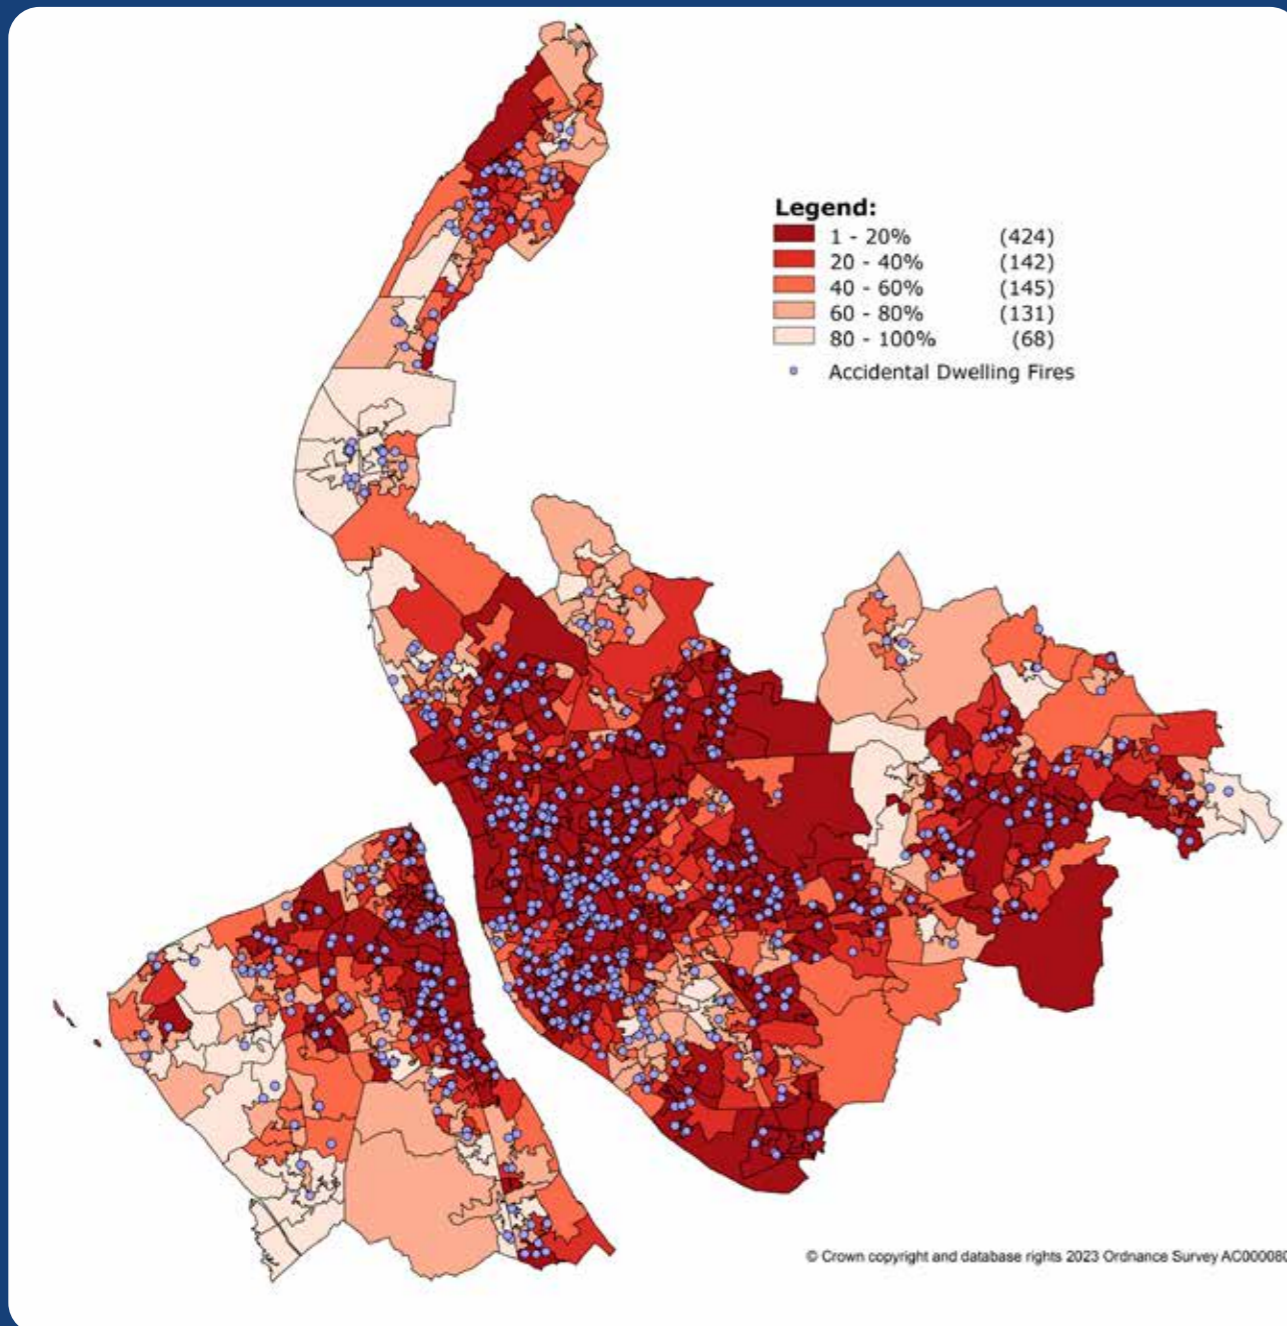 Legend:
1 - 20% (424)
20 - 40% (142)
40 - 60% (145)
60 - 80% (131)
80 - 100% (68)
Accidental Dwelling Fires
© Crown copyright and database rights 2023 Ordnance Survey AC000080